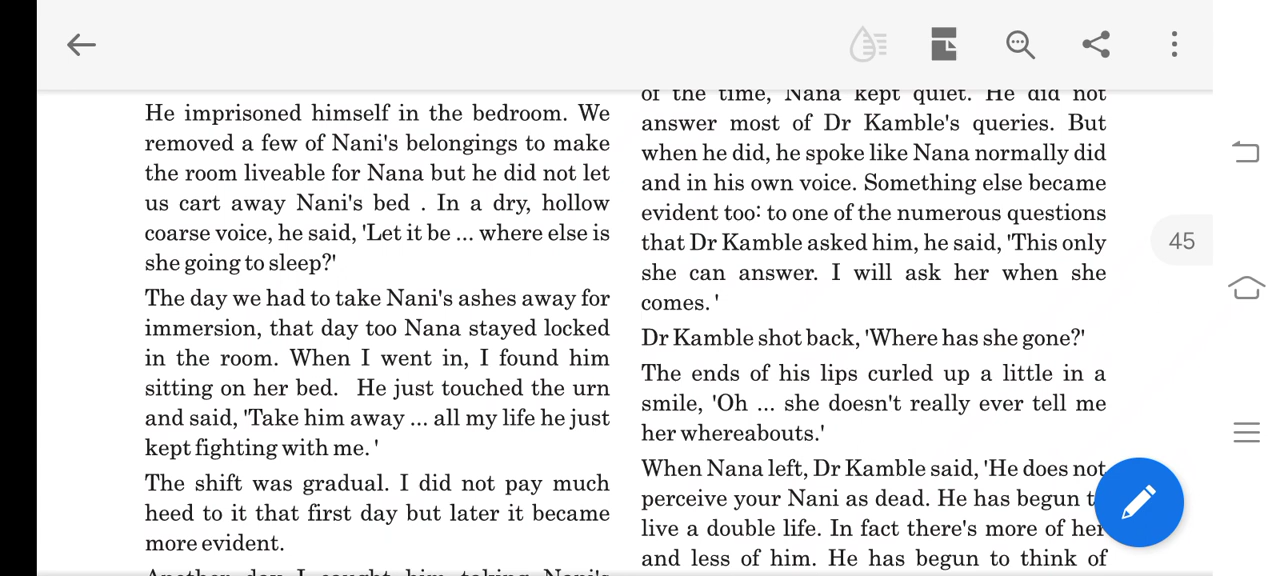 He imprisoned himself in the bedroom. We
removed a few of Nani's belongings to make
the room liveable for Nana but he did not let
us cart away Nani's bed . In a dry, hollow
coarse voice, he said, 'Let it be ... where else is
she going to sleep?'
The day we had to take Nani's ashes away for
immersion, that day too Nana stayed locked
in the room. When I went in, I found him
sitting on her bed. He just touched the urn
and said, 'Take him away ... all my life he just
kept fighting with me. '
The shift was gradual. I did not pay much
heed to it that first day but later it became
more evident.
Another day I caught him taking Nani's
of the time, Nana kept quiet. He did not
answer most of Dr Kamble's queries. But
when he did, he spoke like Nana normally did
and in his own voice. Something else became
evident too: to one of the numerous questions
that Dr Kamble asked him, he said, 'This only
she can answer. I will ask her when she
comes. '
Dr Kamble shot back, 'Where has she gone?'
The ends of his lips curled up a little in a
smile, 'Oh ... she doesn't really ever tell me
her whereabouts.'
When Nana left, Dr Kamble said, 'He does not
perceive your Nani as dead. He has begun
live a double life. In fact there's more of her
and less of him. He has begun to think of
45